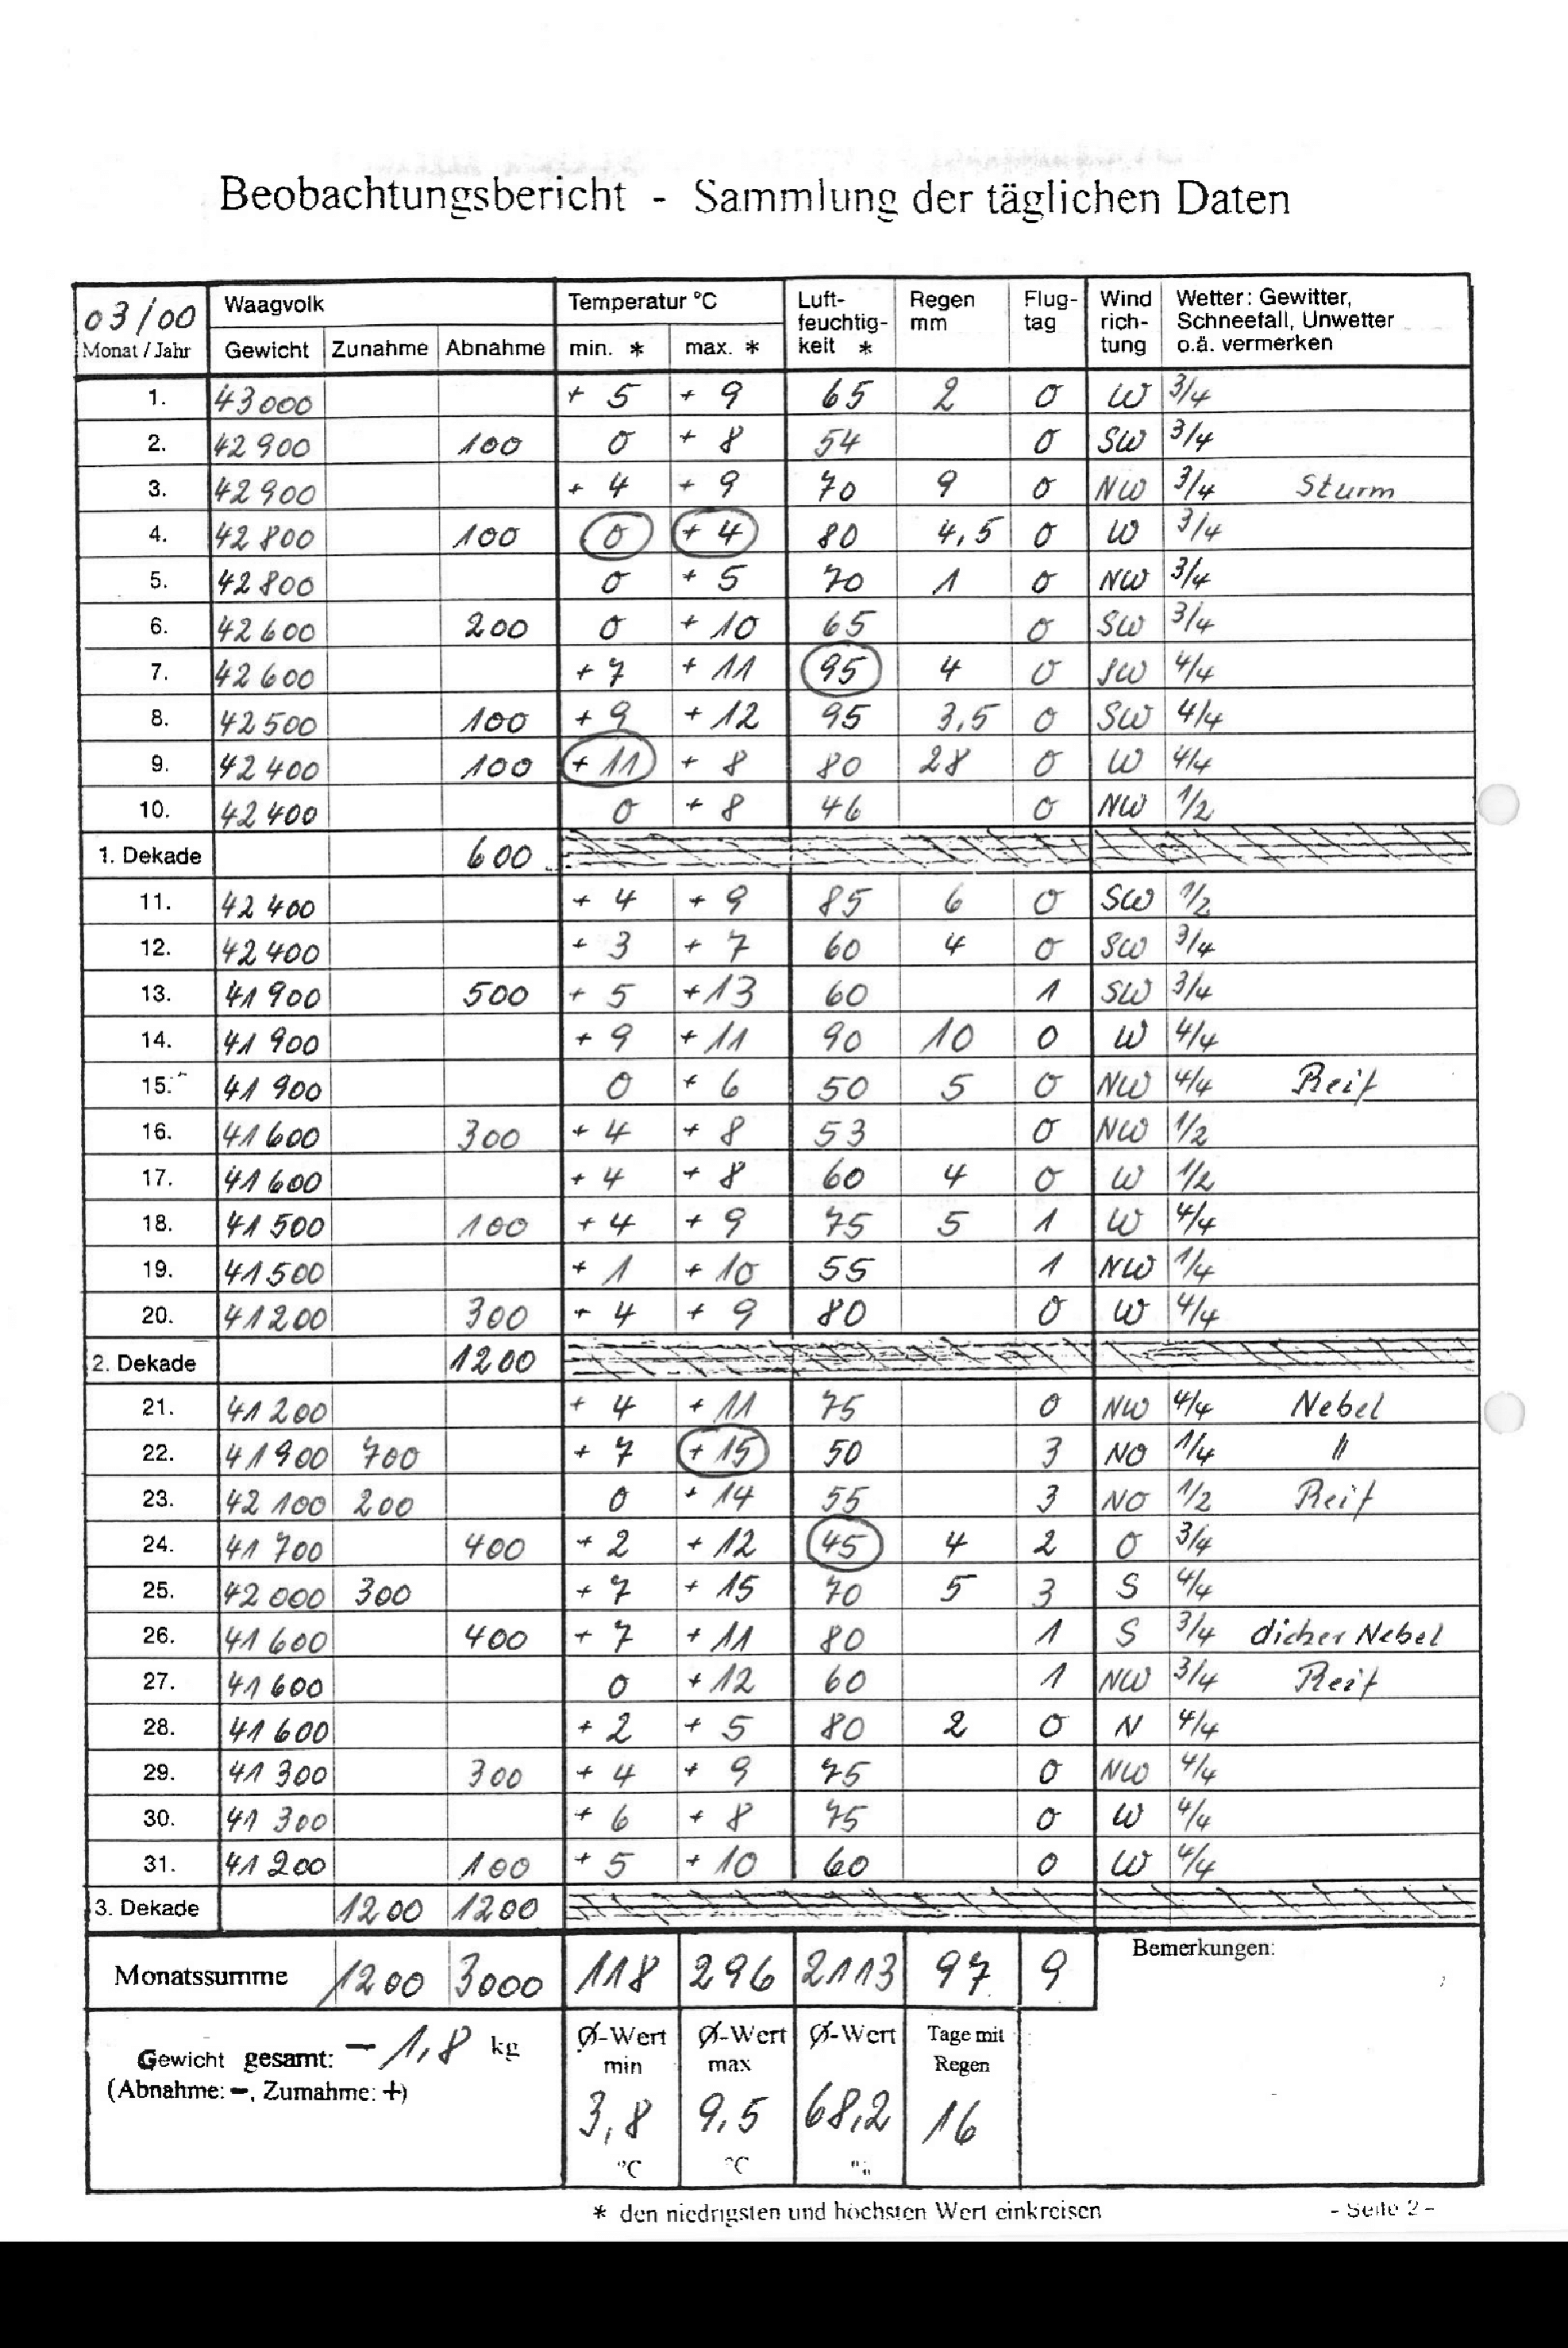 Beobachtungsbericht - Sammlung der täglichen Daten
03/00 Waagvolk Temperatur °C Luft- Regen Flug- Wind Wetter: Gewitter,
feuchtig- mm tag rich- Schneefall, Unwetter
Monat / Jahr Gewicht Zunahme Abnahme min. * max. * keit * tung o.ä. vermerken
1. 43000 + 5 + 9 65 2 0 W 3/4
2. 42900 100 0 + 8 54 0 SW 3/4
3. 42900 + 4 + 9 70 9 0 NW 3/4 Sturm
4. 42800 100 0 + 4 80 4,5 0 W 3/4
5. 42800 0 + 5 70 1 0 NW 3/4
6. 42600 200 0 + 10 65 0 SW 3/4
7. 42600 + 7 + 11 95 4 0 SW 4/4
8. 42500 100 + 9 + 12 95 3,5 0 SW 4/4
9. 42400 100 + 11 + 8 80 28 0 W 4/4
10. 42400 0 + 8 46 0 NW 1/2
1. Dekade 600
11. 42400 + 4 + 9 85 6 0 SW 1/2
12. 42400 + 3 + 7 60 4 0 SW 3/4
13. 41900 500 + 5 +13 60 1 SW 3/4
14. 41900 + 9 + 11 90 10 0 W 4/4
15. 41900 0 + 6 50 5 0 NW 4/4 Reif
16. 41600 300 + 4 + 8 53 0 NW 1/2
17. 41600 + 4 + 8 60 4 0 W 1/2
18. 41500 100 + 4 + 9 75 5 1 W 4/4
19. 41500 + 1 + 10 55 1 NW 1/4
20. 41200 300 + 4 + 9 80 0 W 4/4
2. Dekade 1200
21. 41200 + 4 + 11 75 0 NW 4/4 Nebel
22. 41900 700 + 7 + 15 50 3 NO 1/4 "
23. 42100 200 0 + 14 55 3 NO 1/2 Reif
24. 41700 400 + 2 + 12 45 4 2 O 3/4
25. 42000 300 + 7 + 15 70 5 3 S 4/4
26. 41600 400 + 7 + 11 80 1 S 3/4 dicher Nebel
27. 41600 0 + 12 60 1 NW 3/4 Reif
28. 41600 + 2 + 5 80 2 0 N 4/4
29. 41300 300 + 4 + 9 75 0 NW 4/4
30. 41300 + 6 + 8 75 0 W 4/4
31. 41200 100 + 5 + 10 60 0 W 4/4
3. Dekade 1200 1200
Monatssumme 1200 3000 118 296 2113 97 9 Bemerkungen:
Gewicht gesamt: - 1,8 kg Ø-Wert Ø-Wert Ø-Wert Tage mit
(Abnahme: -, Zumahme: +) min max Regen
3,8 9,5 68,2 16
°C °C %
* den niedrigsten und höchsten Wert einkreisen - Seite 2 -